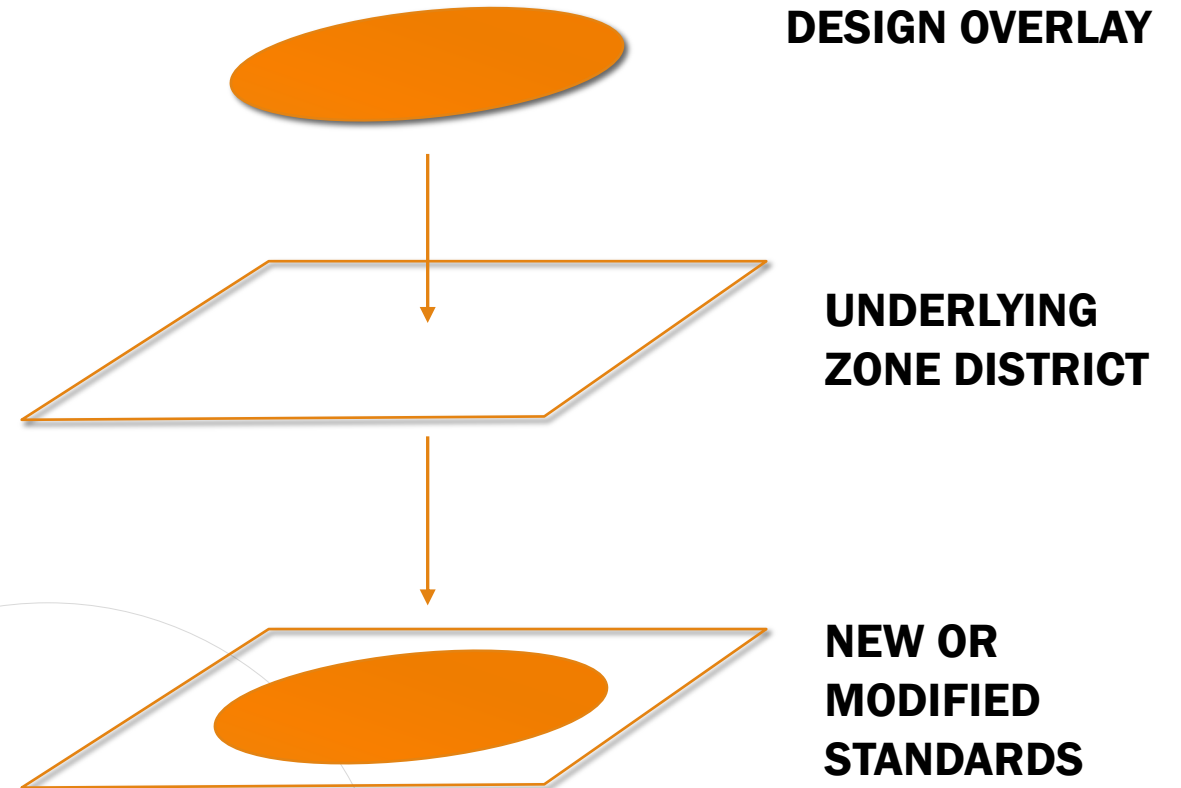 DESIGN OVERLAY
UNDERLYING
ZONE DISTRICT
NEW OR
MODIFIED
STANDARDS